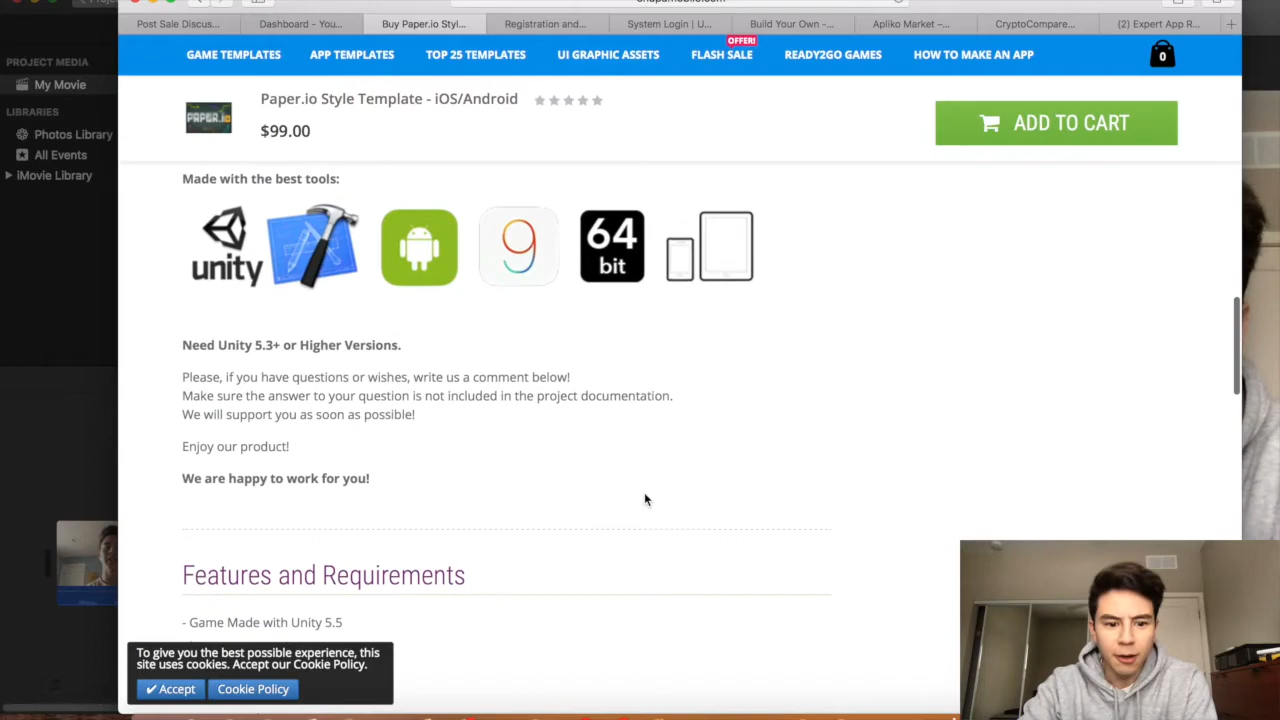 Post Sale Discus...
Dashboard - You...
Buy Paper.io Styl...
Registration and...
System Login | U...
Build Your Own -...
Apliko Market –...
CryptoCompare...
(2) Expert App R...
PROJECT MEDIA
My Movie
LIBRARIES
Photos Library
All Events
iMovie Library
GAME TEMPLATES
APP TEMPLATES
TOP 25 TEMPLATES
UI GRAPHIC ASSETS
OFFER!
FLASH SALE
READY2GO GAMES
HOW TO MAKE AN APP
0
PAPER.io
Paper.io Style Template - iOS/Android
$99.00
ADD TO CART
Made with the best tools:
unity
9
64
bit
Need Unity 5.3+ or Higher Versions.
Please, if you have questions or wishes, write us a comment below!
Make sure the answer to your question is not included in the project documentation.
We will support you as soon as possible!
Enjoy our product!
We are happy to work for you!
Features and Requirements
- Game Made with Unity 5.5
To give you the best possible experience, this
site uses cookies. Accept our Cookie Policy.
✔ Accept
Cookie Policy